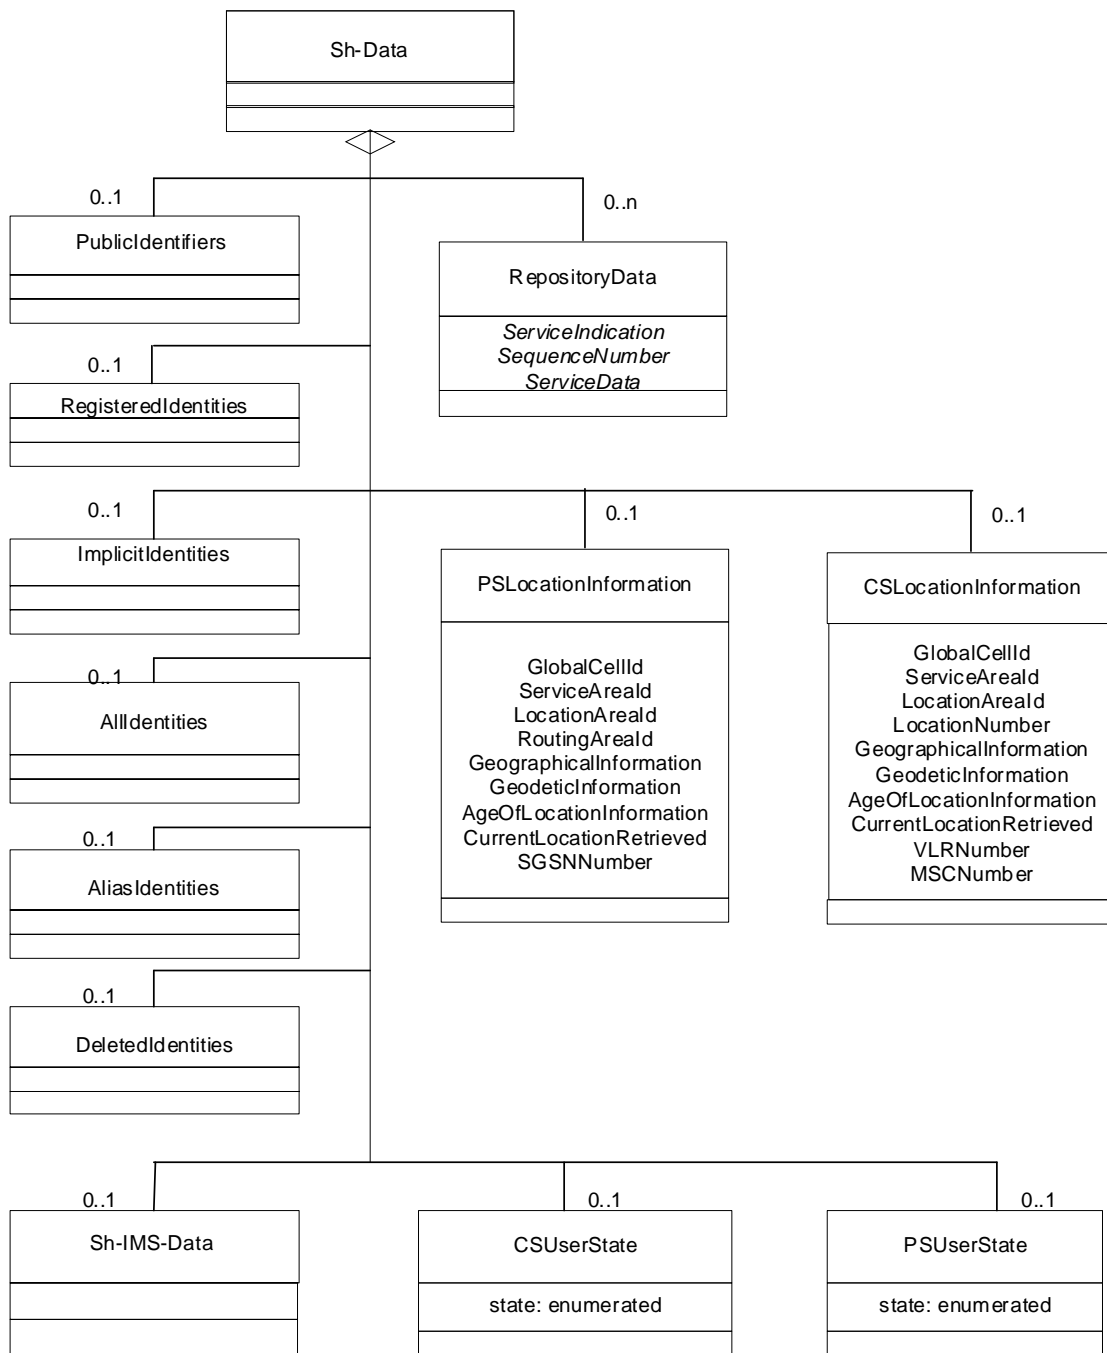 Sh-Data
0..1
0..n
PublicIdentifiers
RepositoryData
ServiceIndication
SequenceNumber
ServiceData
0..1
RegisteredIdentities
0..1
0..1
0..1
ImplicitIdentities
PSLocationInformation
CSLocationInformation
GlobalCellId
ServiceAreaId
LocationAreaId
RoutingAreaId
GeographicalInformation
GeodeticInformation
AgeOfLocationInformation
CurrentLocationRetrieved
SGSNNumber
GlobalCellId
ServiceAreaId
LocationAreaId
LocationNumber
GeographicalInformation
GeodeticInformation
AgeOfLocationInformation
CurrentLocationRetrieved
VLRNumber
MSCNumber
0..1
AllIdentities
0..1
AliasIdentities
0..1
DeletedIdentities
0..1
0..1
0..1
Sh-IMS-Data
CSUserState
PSUserState
state: enumerated
state: enumerated